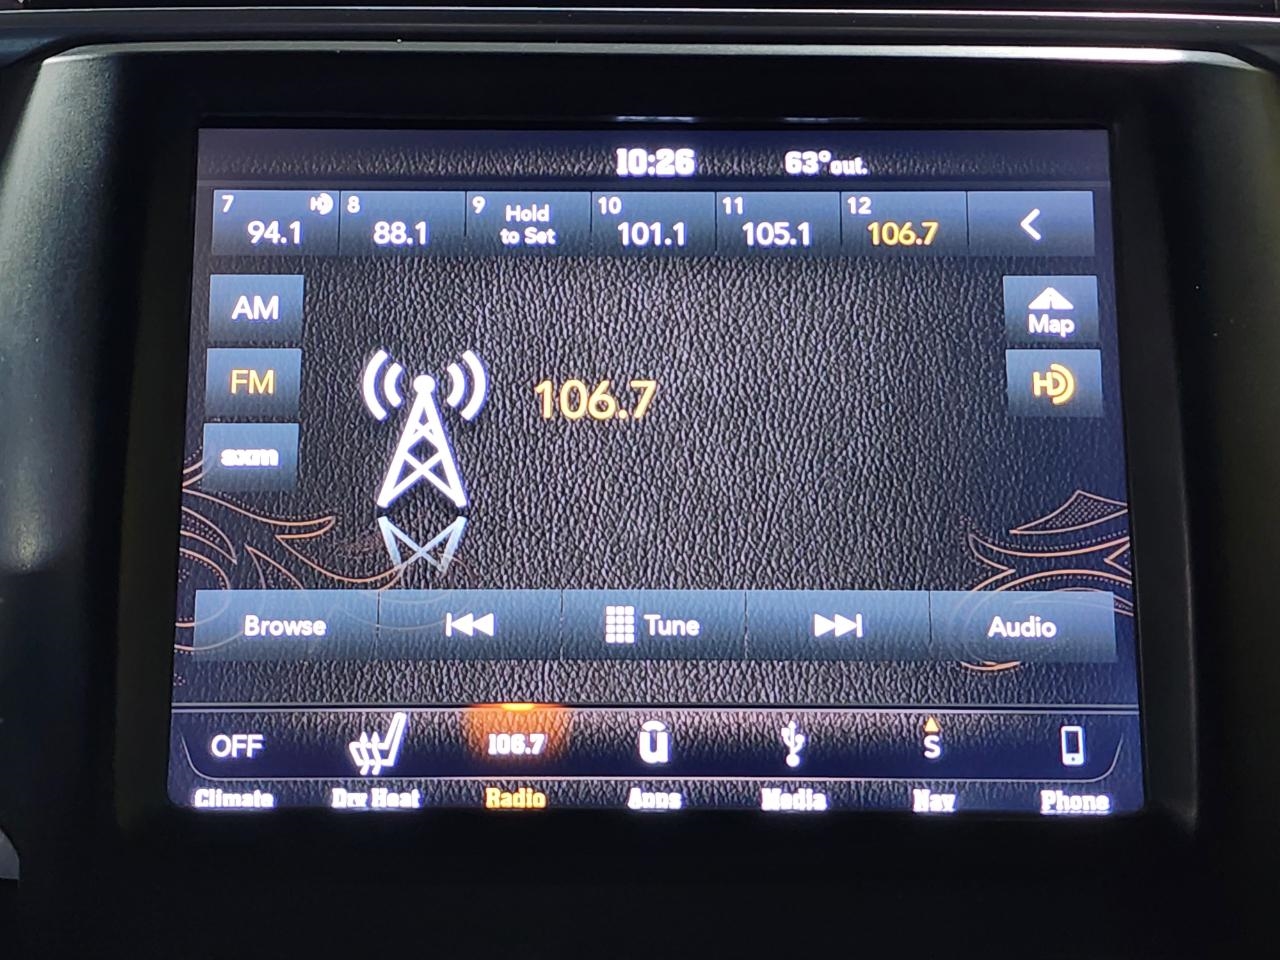 10:26 63° out.
7 HD 8 9 10 11 12
94.1 88.1 Hold to Set 101.1 105.1 106.7
AM
Map
FM 106.7 HD
sxm
Browse Tune Audio
OFF 106.7 u S
Climate Drv Heat Radio Apps Media Nav Phone